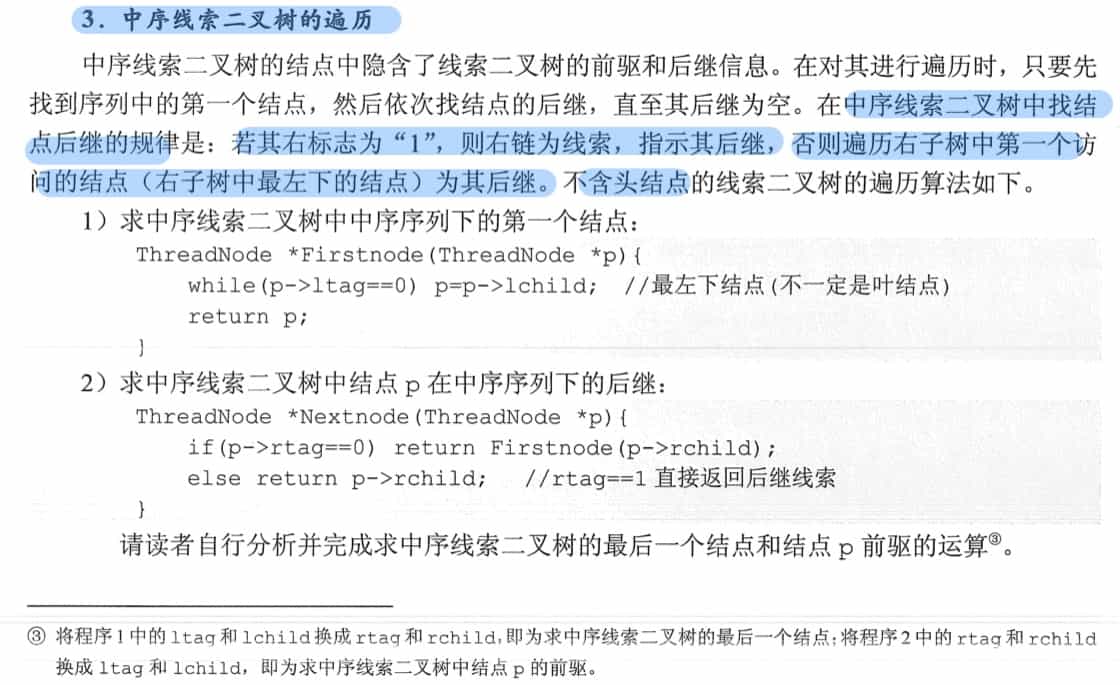 3．中序线索二叉树的遍历
中序线索二叉树的结点中隐含了线索二叉树的前驱和后继信息。在对其进行遍历时，只要先
找到序列中的第一个结点，然后依次找结点的后继，直至其后继为空。在中序线索二叉树中找结
点后继的规律是：若其右标志为“1”，则右链为线索，指示其后继，否则遍历右子树中第一个访
问的结点（右子树中最左下的结点）为其后继。不含头结点的线索二叉树的遍历算法如下。
1）求中序线索二叉树中中序序列下的第一个结点：
ThreadNode *Firstnode(ThreadNode *p){
while(p->ltag==0) p=p->lchild; //最左下结点(不一定是叶结点)
return p;
}
2）求中序线索二叉树中结点 p 在中序序列下的后继：
ThreadNode *Nextnode(ThreadNode *p){
if(p->rtag==0) return Firstnode(p->rchild);
else return p->rchild; //rtag==1 直接返回后继线索
}
请读者自行分析并完成求中序线索二叉树的最后一个结点和结点 p 前驱的运算③。
③ 将程序 1 中的 ltag 和 lchild 换成 rtag 和 rchild,即为求中序线索二叉树的最后一个结点;将程序 2 中的 rtag 和 rchild
换成 ltag 和 lchild，即为求中序线索二叉树中结点 p 的前驱。